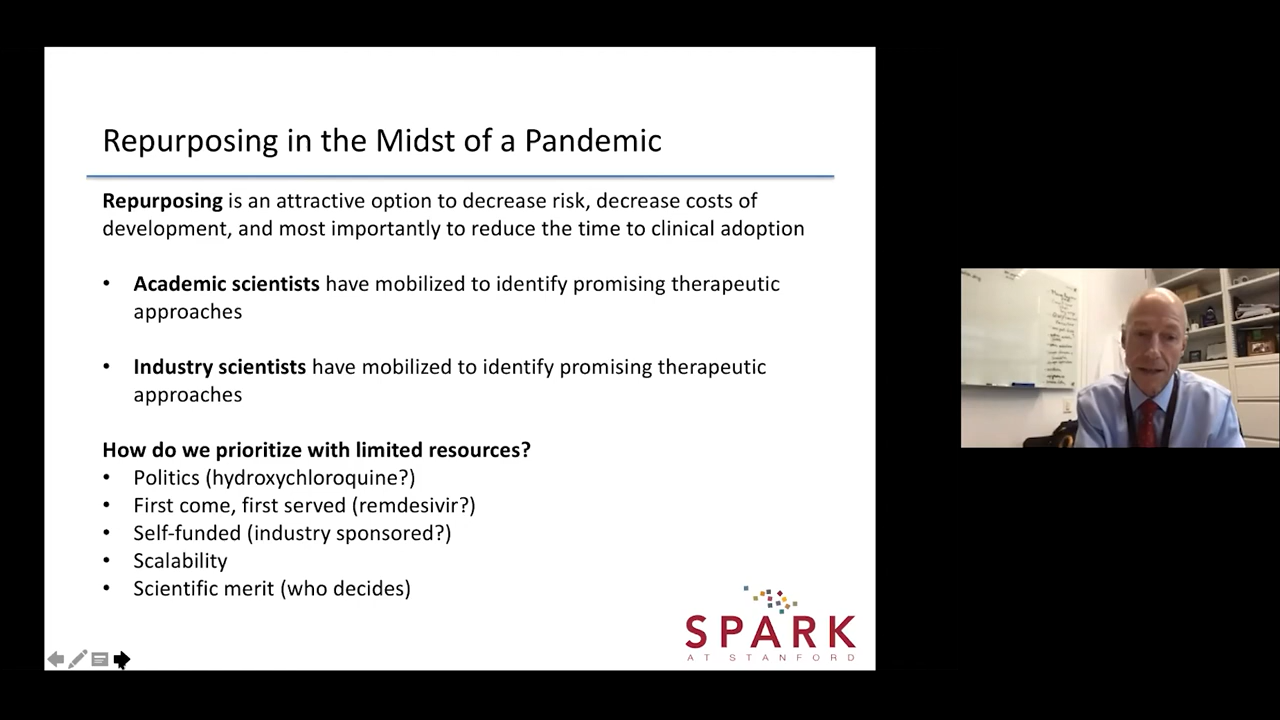 Repurposing in the Midst of a Pandemic
Repurposing is an attractive option to decrease risk, decrease costs of
development, and most importantly to reduce the time to clinical adoption
• Academic scientists have mobilized to identify promising therapeutic
approaches
• Industry scientists have mobilized to identify promising therapeutic
approaches
How do we prioritize with limited resources?
• Politics (hydroxychloroquine?)
• First come, first served (remdesivir?)
• Self-funded (industry sponsored?)
• Scalability
• Scientific merit (who decides)
SPARK
AT STANFORD